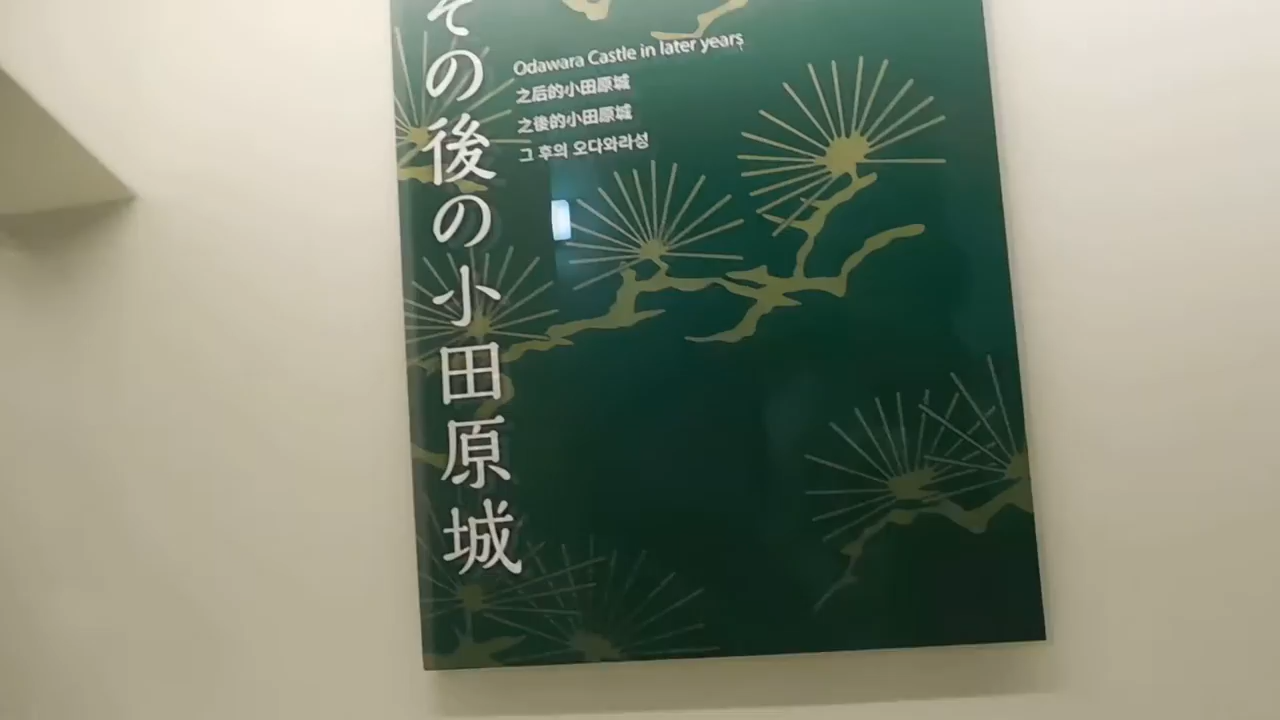 その後の小田原城
Odawara Castle in later years
之后的小田原城
之後的小田原城
그 후의 오다와라성